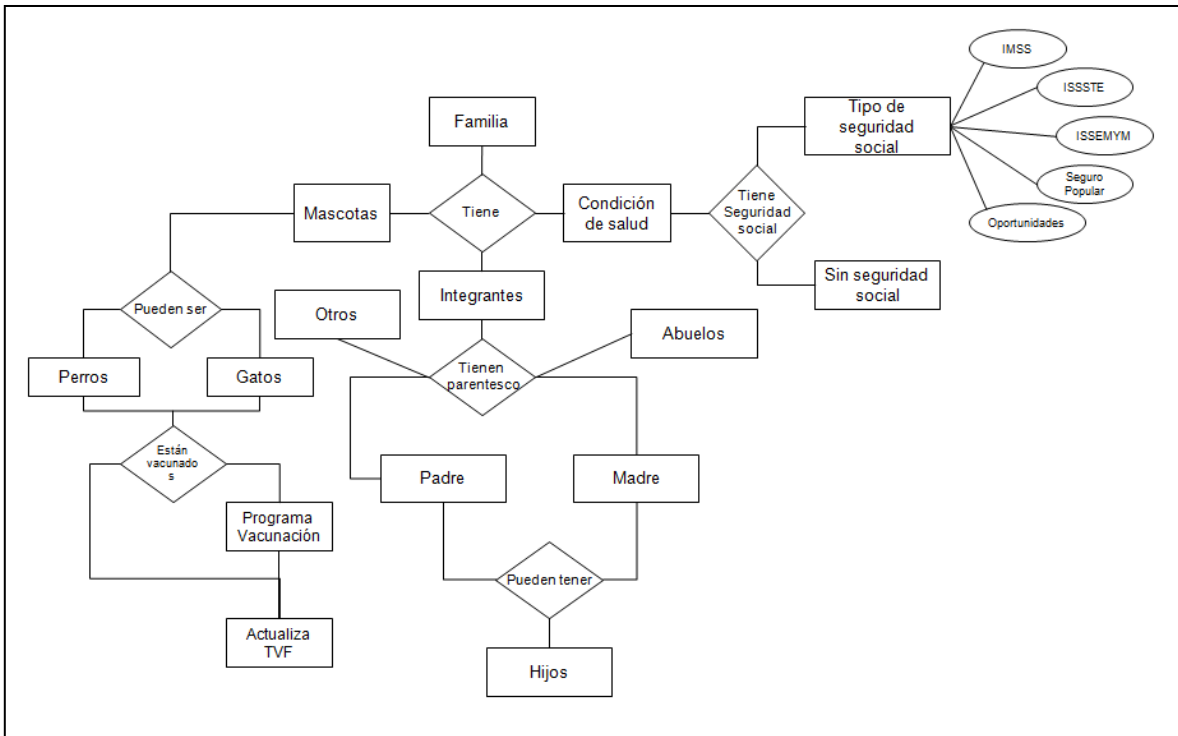 IMSS
ISSSTE
ISSEMYM
Seguro
Popular
Oportunidades
Tipo de
seguridad
social
Familia
Mascotas
Tiene
Condición
de salud
Tiene
Seguridad
social
Sin seguridad
social
Integrantes
Pueden ser
Otros
Abuelos
Perros
Gatos
Tienen
parentesco
Están
vacunado
s
Padre
Madre
Programa
Vacunación
Pueden tener
Actualiza
TVF
Hijos